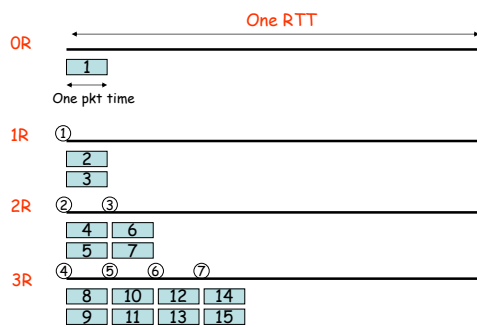 One RTT
0R
1
One pkt time
1R
①
2
3
2R
② ③
4 6
5 7
3R
④ ⑤ ⑥ ⑦
8 10 12 14
9 11 13 15